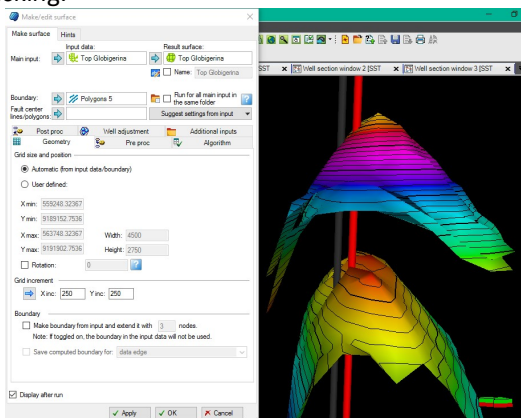 Make/edit surface
Make surface Hints
Input data: Result surface:
Main input: Top Globigerina Top Globigerina
Name: Top Globigerina
Boundary: Polygons 5 Run for all main input in
the same folder
Fault center
lines/polygons: Suggest settings from input
Post proc Well adjustment Additional inputs
Geometry Pre proc Algorithm
Grid size and position
Automatic (from input data/boundary)
User defined:
X min: 559248.32367
Y min: 9189152.7536
X max: 563748.32367 Width: 4500
Y max: 9191902.7536 Height: 2750
Rotation: 0
Grid increment
X inc: 250 Y inc: 250
Boundary
Make boundary from input and extend it with 3 nodes.
Note: If toggled on, the boundary in the input data will not be used.
Save computed boundary for: data edge
Display after run
Apply OK Cancel
SST Well section window 2 [SST Well section window 3 [SST